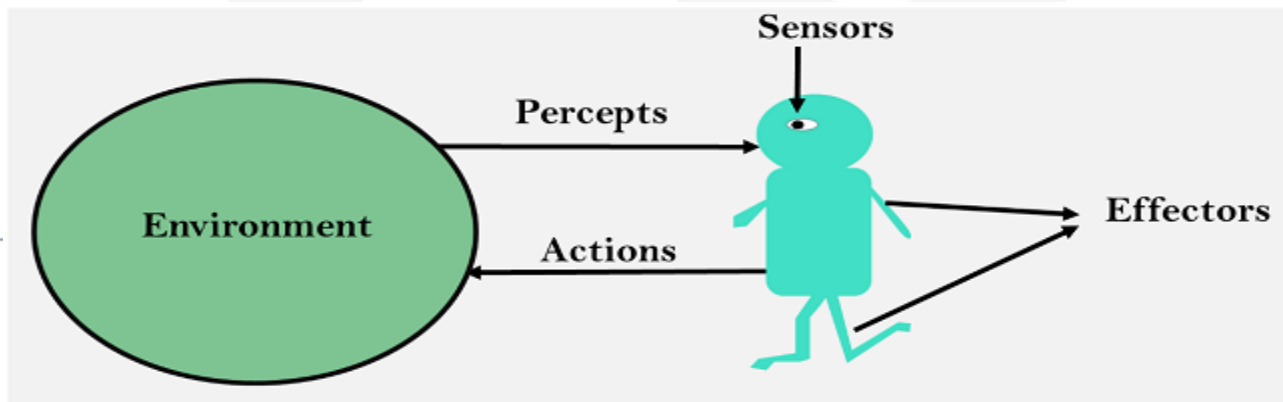 Sensors
Percepts
Environment
Effectors
Actions